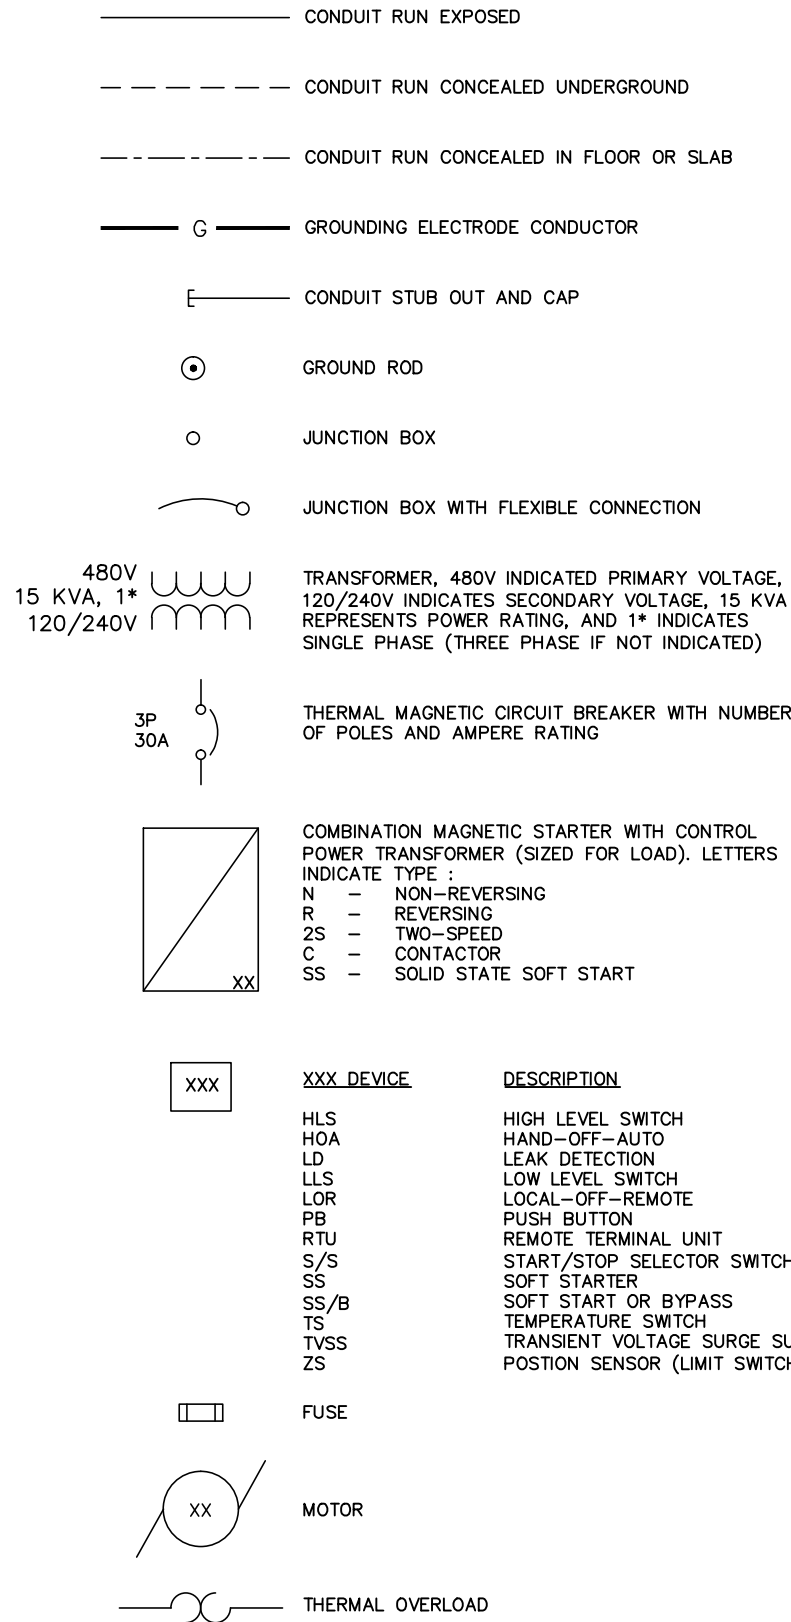 CONDUIT RUN EXPOSED
CONDUIT RUN CONCEALED UNDERGROUND
CONDUIT RUN CONCEALED IN FLOOR OR SLAB
G GROUNDING ELECTRODE CONDUCTOR
CONDUIT STUB OUT AND CAP
GROUND ROD
JUNCTION BOX
JUNCTION BOX WITH FLEXIBLE CONNECTION
480V
15 KVA, 1*
120/240V
TRANSFORMER, 480V INDICATED PRIMARY VOLTAGE,
120/240V INDICATES SECONDARY VOLTAGE, 15 KVA
REPRESENTS POWER RATING, AND 1* INDICATES
SINGLE PHASE (THREE PHASE IF NOT INDICATED)
3P
30A
THERMAL MAGNETIC CIRCUIT BREAKER WITH NUMBER
OF POLES AND AMPERE RATING
COMBINATION MAGNETIC STARTER WITH CONTROL
POWER TRANSFORMER (SIZED FOR LOAD). LETTERS
INDICATE TYPE :
N – NON–REVERSING
R – REVERSING
2S – TWO–SPEED
C – CONTACTOR
SS – SOLID STATE SOFT START
XX
XXX
XXX DEVICE DESCRIPTION
HLS HIGH LEVEL SWITCH
HOA HAND–OFF–AUTO
LD LEAK DETECTION
LLS LOW LEVEL SWITCH
LOR LOCAL–OFF–REMOTE
PB PUSH BUTTON
RTU REMOTE TERMINAL UNIT
S/S START/STOP SELECTOR SWITCH
SS SOFT STARTER
SS/B SOFT START OR BYPASS
TS TEMPERATURE SWITCH
TVSS TRANSIENT VOLTAGE SURGE
ZS POSTION SENSOR (LIMIT SWITCH
FUSE
XX MOTOR
THERMAL OVERLOAD